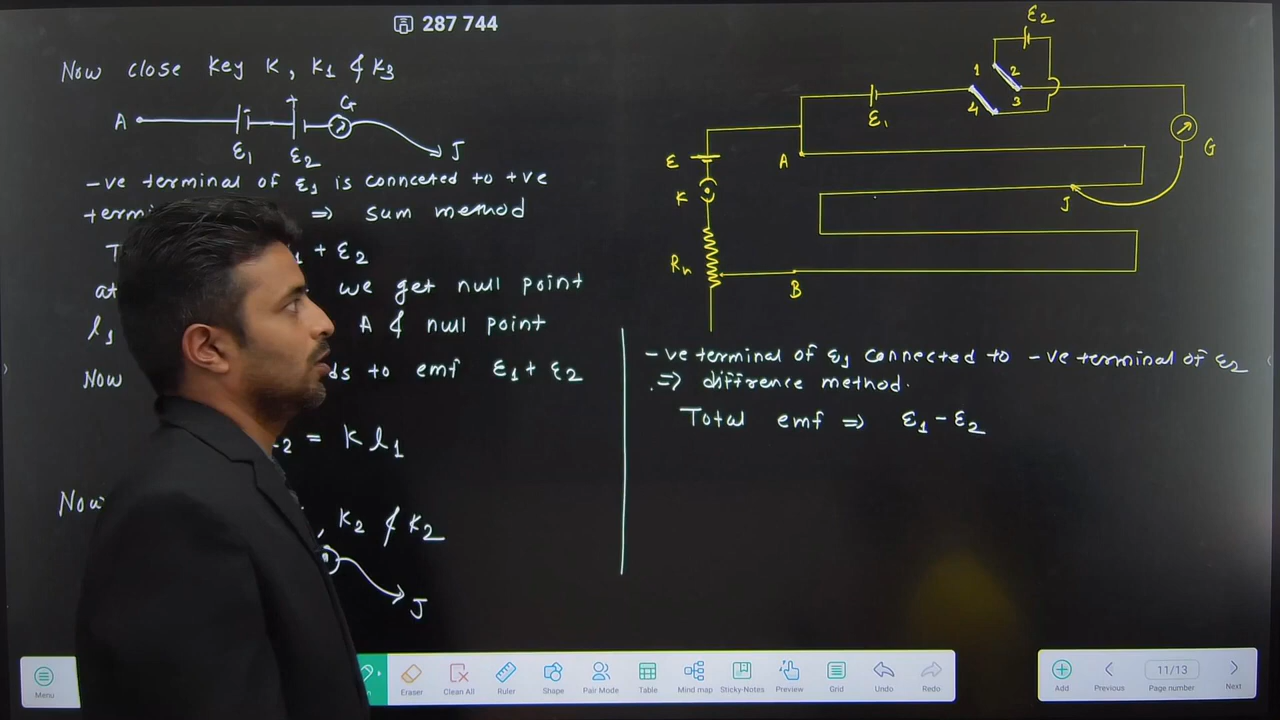 287 744
Now close key K, K1 & K3
A ε1 ε2 G J
-ve terminal of ε1 is connceted to +ve
⇒ sum method
+ ε2
we get null point
l1 A & null point
Now to emf ε1 + ε2
= K l1
K2 & K2
J
ε2
1 2
4 3
ε1
ε A G
K J
Rh B
-ve terminal of ε1 connected to -ve terminal of ε2
⇒ difference method.
Total emf ⇒ ε1 - ε2
Menu Eraser Clean All Ruler Shape Pair Mode Table Mind map Sticky-Notes Preview Grid Undo Redo Add Previous 11/13 Page number Next